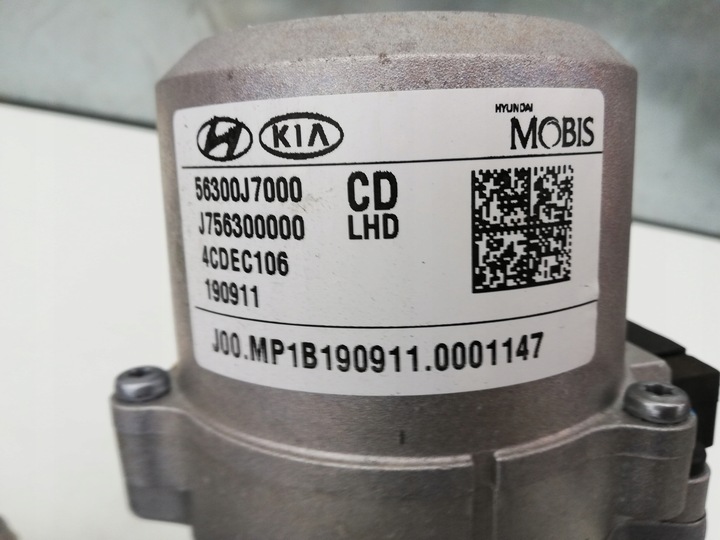 KIA
HYUNDAI
MOBIS
56300J7000 CD
J756300000 LHD
4CDEC106
190911
J00.MP1B190911.0001147